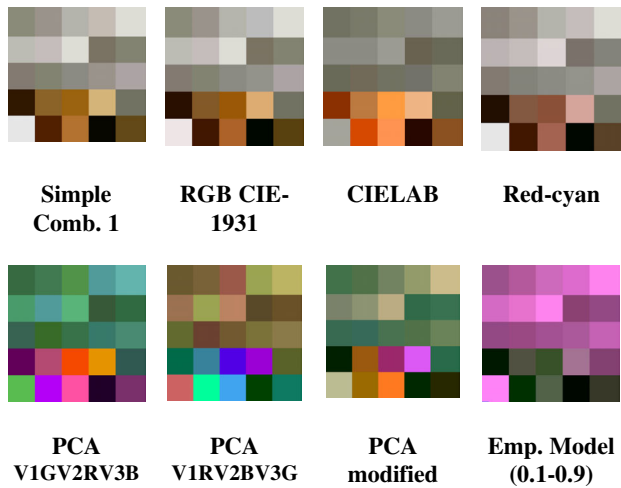 Simple
Comb. 1
RGB CIE-
1931
CIELAB
Red-cyan
PCA
V1GV2RV3B
PCA
V1RV2BV3G
PCA
modified
Emp. Model
(0.1-0.9)